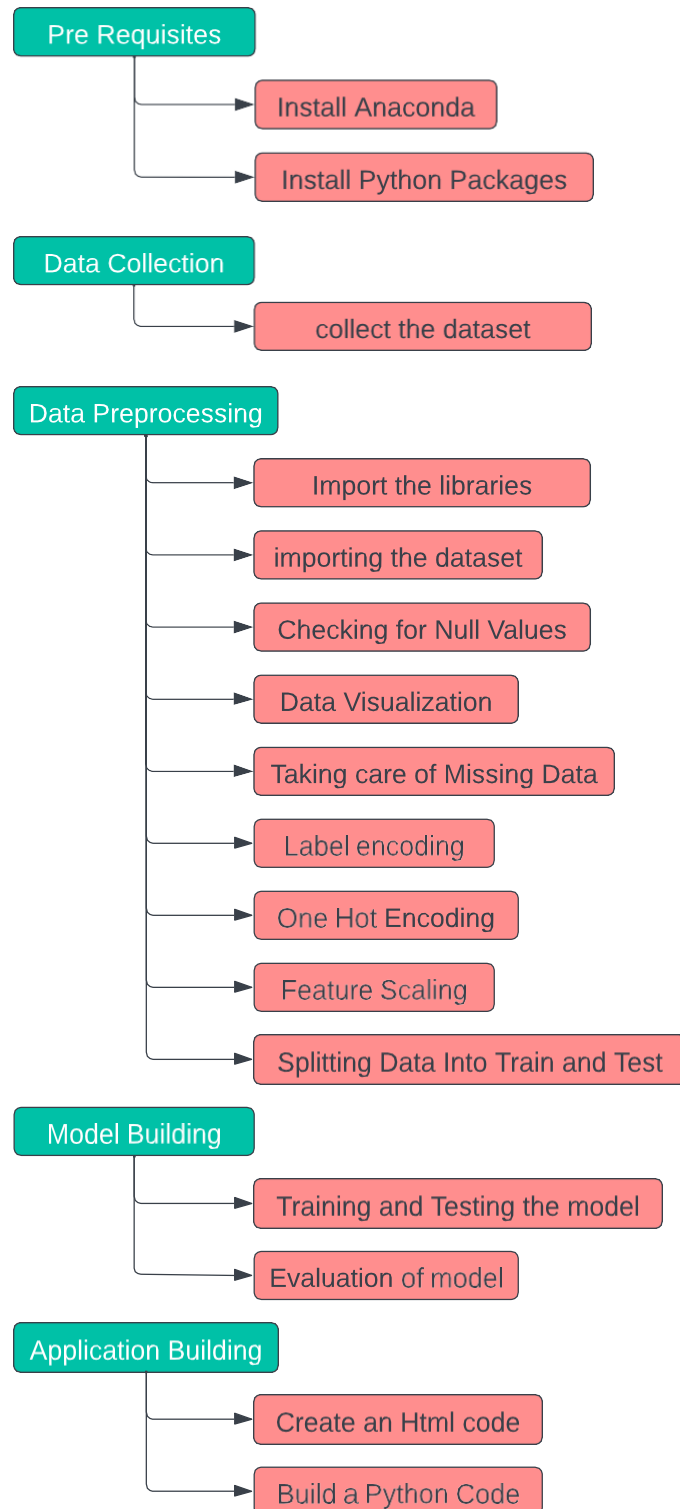 Pre Requisites
Install Anaconda
Install Python Packages
Data Collection
collect the dataset
Data Preprocessing
Import the libraries
importing the dataset
Checking for Null Values
Data Visualization
Taking care of Missing Data
Label encoding
One Hot Encoding
Feature Scaling
Splitting Data Into Train and Test
Model Building
Training and Testing the model
Evaluation of model
Application Building
Create an Html code
Build a Python Code